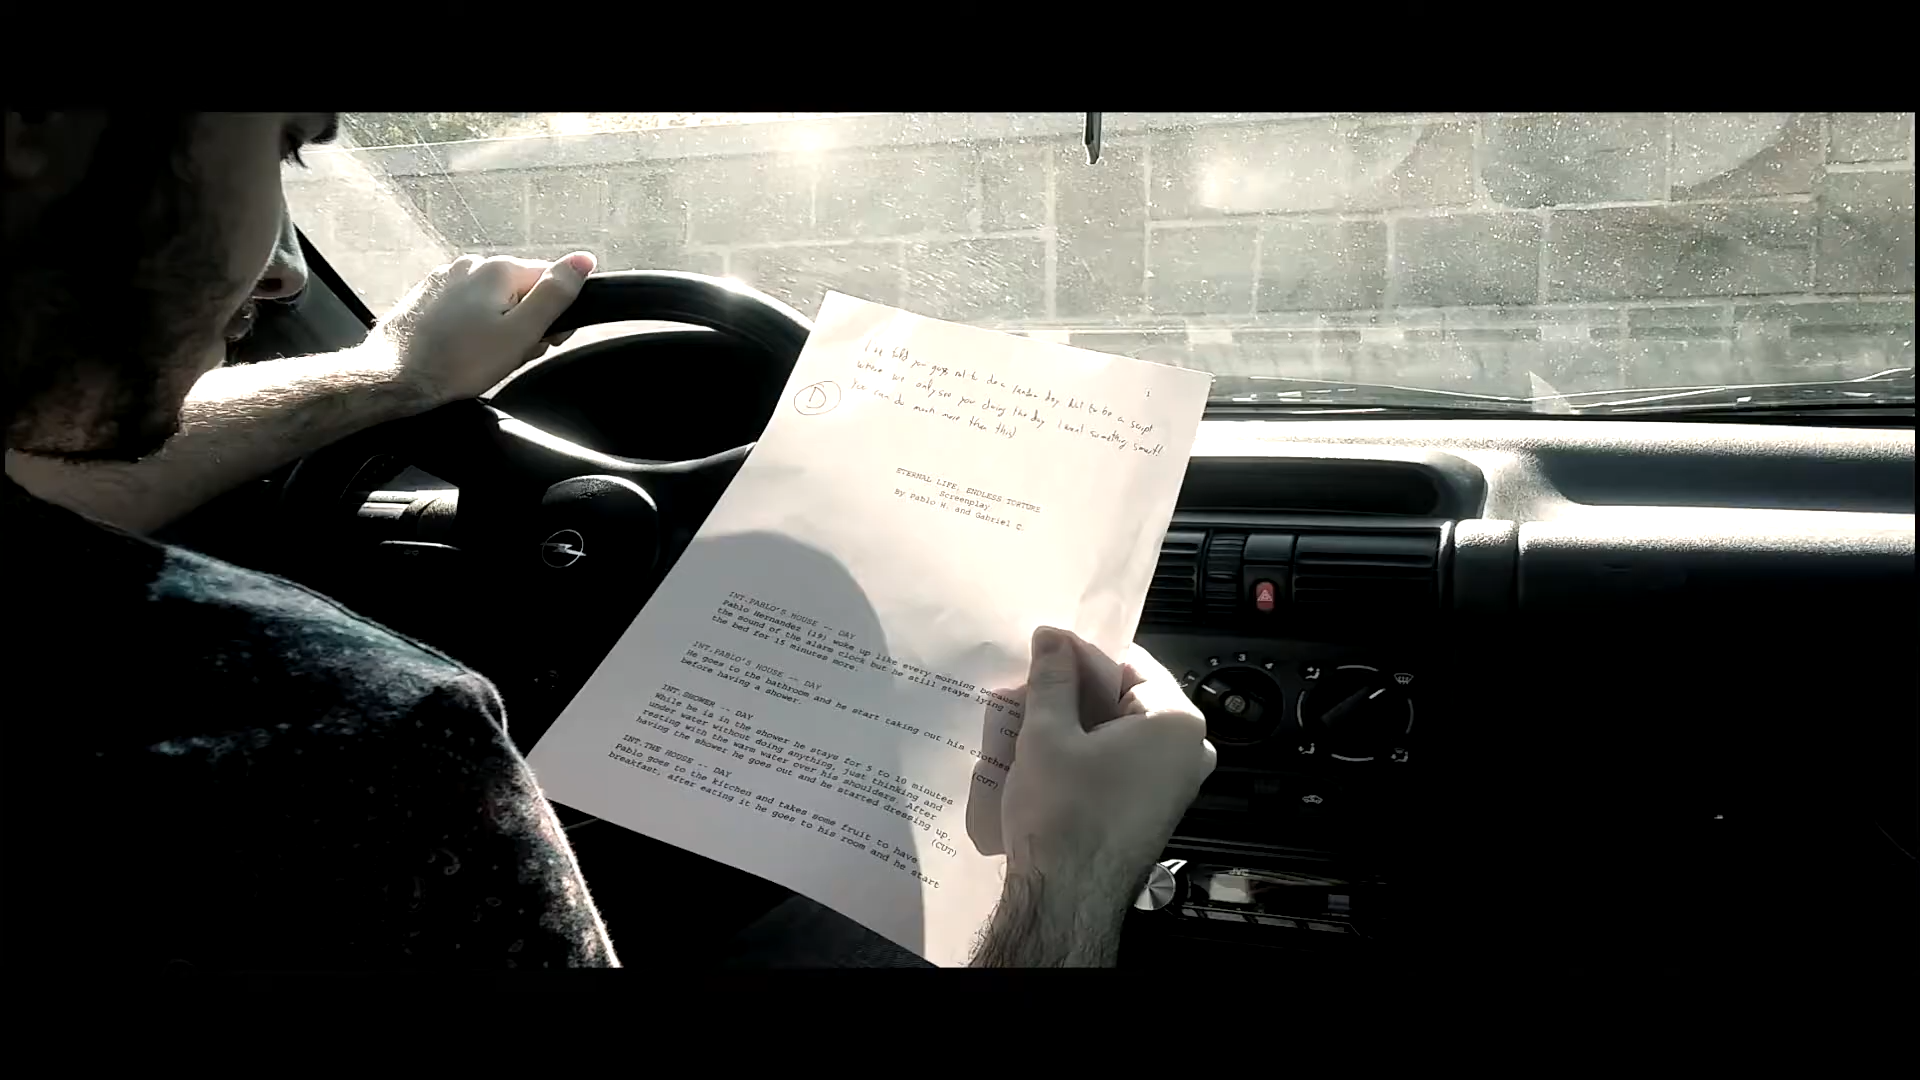 told you guys not to do a random day but to be a script
where we only see you doing the day. I want something smart!
D
You can do much more than this!
1
ETERNAL LIFE, ENDLESS TORTURE
Screenplay
By Pablo H. and Gabriel C.
INT.PABLO'S HOUSE -- DAY
Pablo Hernandez (19) woke up like every morning because
the sound of the alarm clock but he still stays lying on
the bed for 15 minutes more.
(CUT
INT.PABLO'S HOUSE -- DAY
He goes to the bathroom and he start taking out his clothes
before having a shower.
(CUT)
INT.SHOWER -- DAY
While he is in the shower he stays for 5 to 10 minutes
under water without doing anything, just thinking and
resting with the warm water over his shoulders. After
having the shower he goes out and he started dressing up.
(CUT)
INT.THE HOUSE -- DAY
Pablo goes to the kitchen and takes some fruit to have
breakfast, after eating it he goes to his room and he start
2 3 4